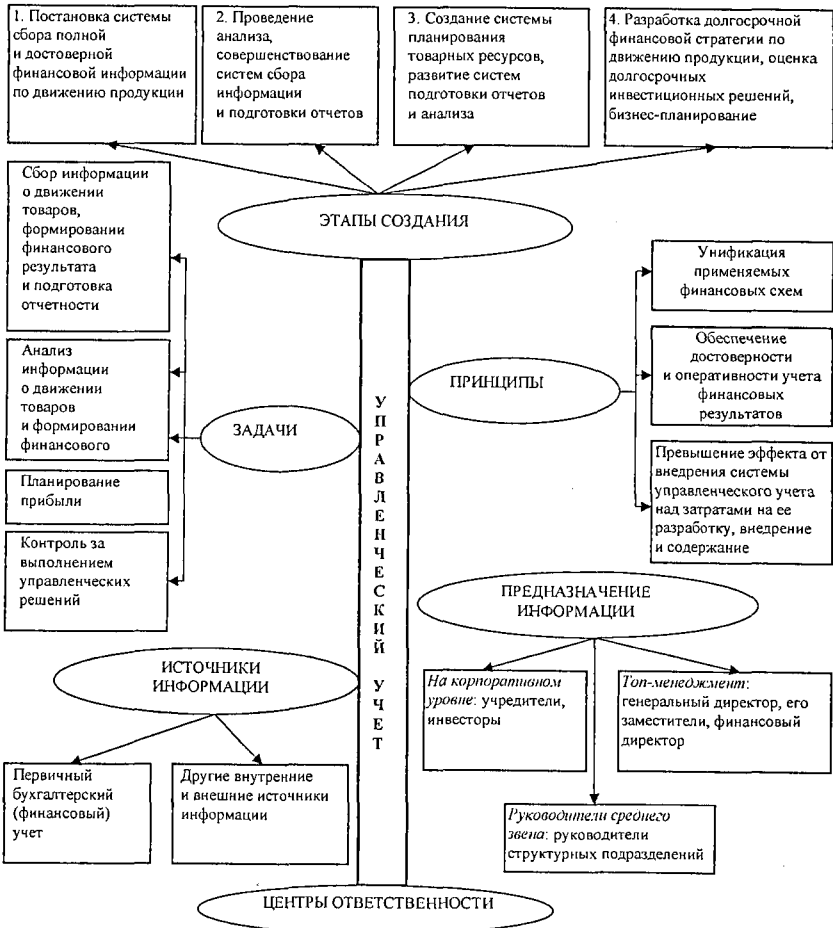 1. Постановка системы
сбора полной
и достоверной
финансовой информации
по движению продукции
2. Проведение
анализа,
совершенствование
систем сбора
информации
и подготовки отчетов
3. Создание системы
планирования
товарных ресурсов,
развитие систем
подготовки отчетов
и анализа
4. Разработка долгосрочной
финансовой стратегии по
движению продукции, оценка
долгосрочных
инвестиционных решений,
бизнес-планирование
ЭТАПЫ СОЗДАНИЯ
Сбор информации
о движении
товаров,
формировании
финансового
результата
и подготовка
отчетности
Анализ
информации
о движении
товаров
и формировании
финансового
Планирование
прибыли
Контроль за
выполнением
управленческих
решений
ЗАДАЧИ
УПРАВЛЕНЧЕСКИЙ УЧЕТ
ПРИНЦИПЫ
Унификация
применяемых
финансовых схем
Обеспечение
достоверности
и оперативности учета
финансовых
результатов
Превышение эффекта от
внедрения системы
управленческого учета
над затратами на ее
разработку, внедрение
и содержание
ПРЕДНАЗНАЧЕНИЕ
ИНФОРМАЦИИ
На корпоративном
уровне: учредители,
инвесторы
Топ-менеджмент:
генеральный директор, его
заместители, финансовый
директор
Руководители среднего
звена: руководители
структурных подразделений
ИСТОЧНИКИ
ИНФОРМАЦИИ
Первичный
бухгалтерский
(финансовый)
учет
Другие внутренние
и внешние источники
информации
ЦЕНТРЫ ОТВЕТСТВЕННОСТИ